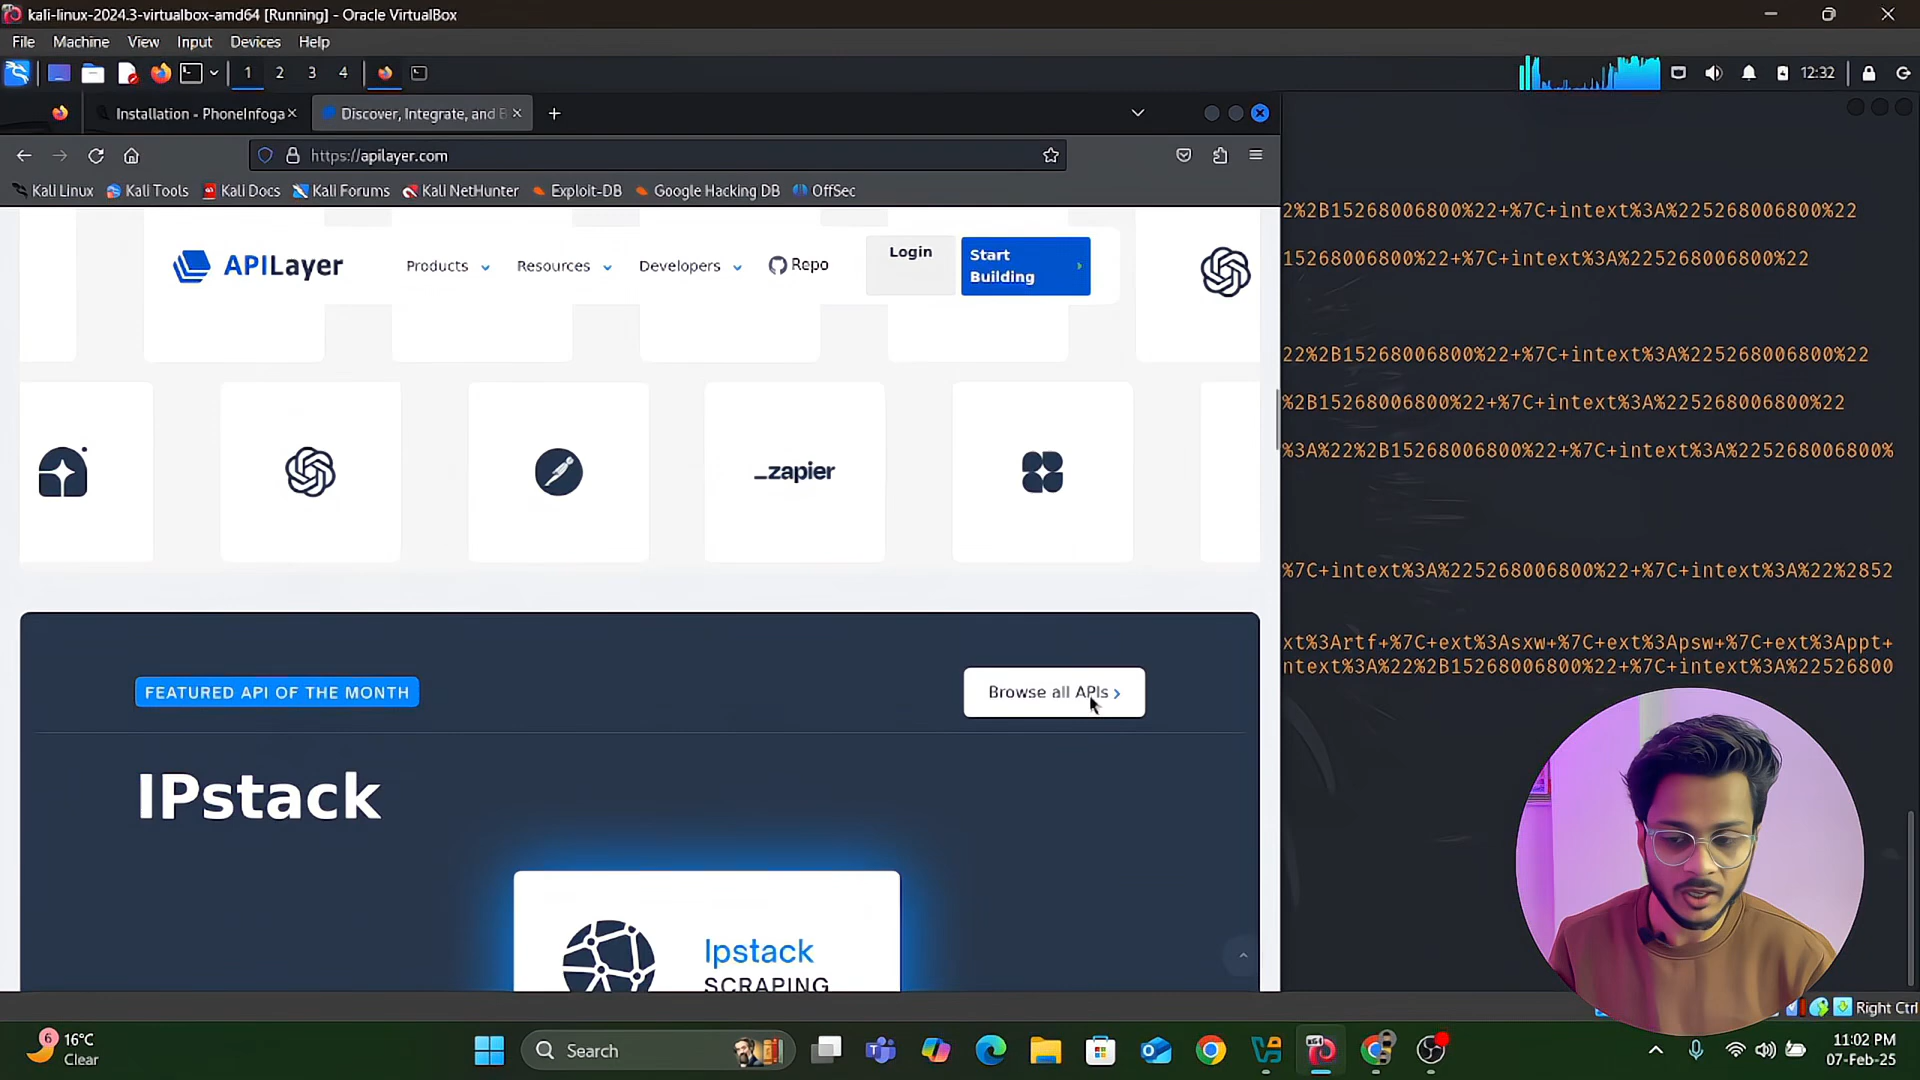 kali-linux-2024.3-virtualbox-amd64 [Running] - Oracle VirtualBox
File Machine View Input Devices Help
1 2 3 4 12:32
Installation - PhoneInfoga Discover, Integrate, and B
https://apilayer.com
Kali Linux Kali Tools Kali Docs Kali Forums Kali NetHunter Exploit-DB Google Hacking DB OffSec
APILayer Products Resources Developers Repo Login Start Building
_zapier
FEATURED API OF THE MONTH Browse all APIs
IPstack
Ipstack
SCRAPING
2%2B15268006800%22+%7C+intext%3A%225268006800%22
15268006800%22+%7C+intext%3A%225268006800%22
22%2B15268006800%22+%7C+intext%3A%225268006800%22
%2B15268006800%22+%7C+intext%3A%225268006800%22
%3A%22%2B15268006800%22+%7C+intext%3A%225268006800%
%7C+intext%3A%225268006800%22+%7C+intext%3A%22%2852
xt%3Artf+%7C+ext%3Asxw+%7C+ext%3Apsw+%7C+ext%3Appt+
ntext%3A%22%2B15268006800%22+%7C+intext%3A%22526800
Right Ctrl
6
16°C
Clear
Search
11:02 PM
07-Feb-25